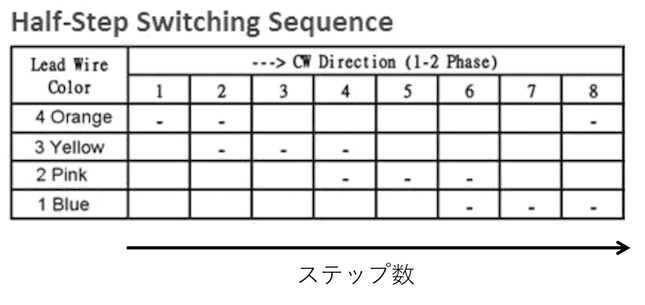 Half-Step Switching Sequence
Lead Wire Color ---> CW Direction (1-2 Phase)
1 2 3 4 5 6 7 8
4 Orange - - -
3 Yellow - - -
2 Pink - - -
1 Blue - - -
ステップ数